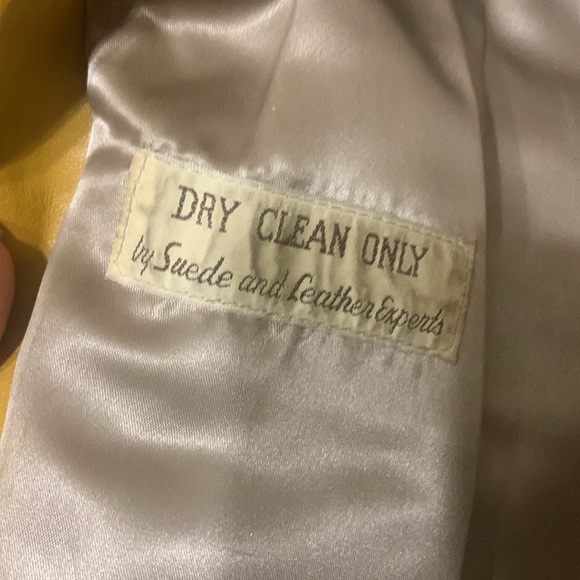 DRY CLEAN ONLY
by Suede and Leather Experts